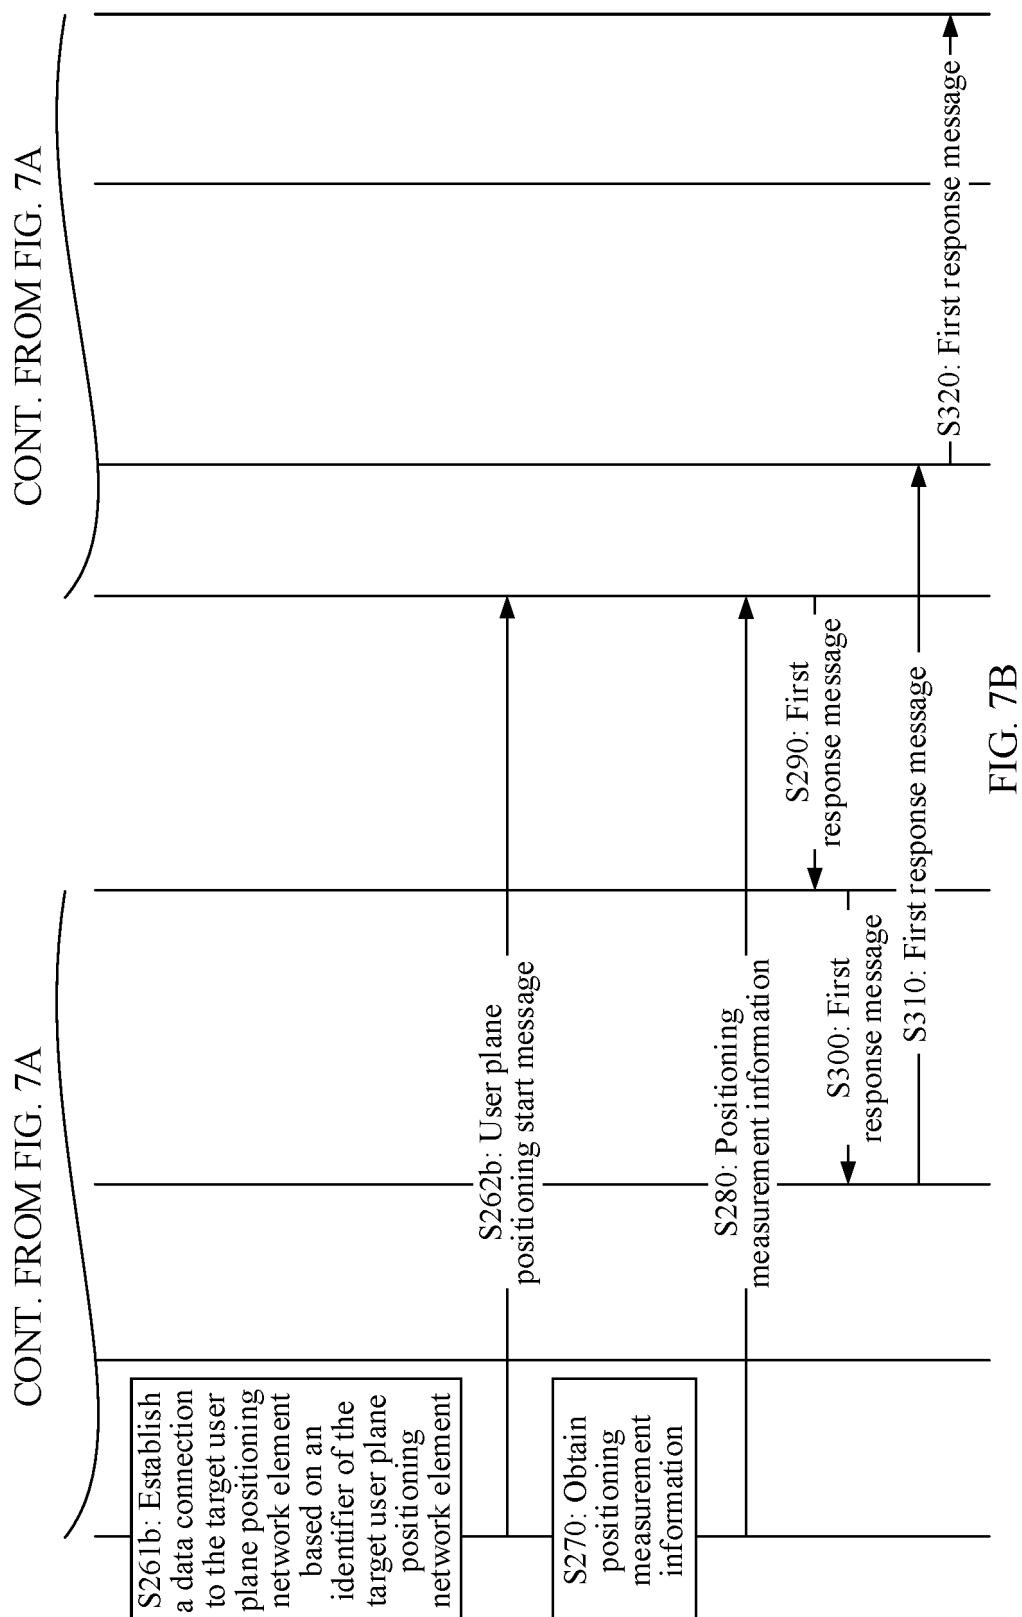 CONT. FROM FIG. 7A
CONT. FROM FIG. 7A
S261b: Establish
a data connection
to the target user
plane positioning
network element
based on an
identifier of the
target user plane
positioning
network element
S262b: User plane
positioning start message
S270: Obtain
positioning
measurement
information
S280: Positioning
measurement information
S290: First
response message
S300: First
response message
S310: First response message
S320: First response message
FIG. 7B